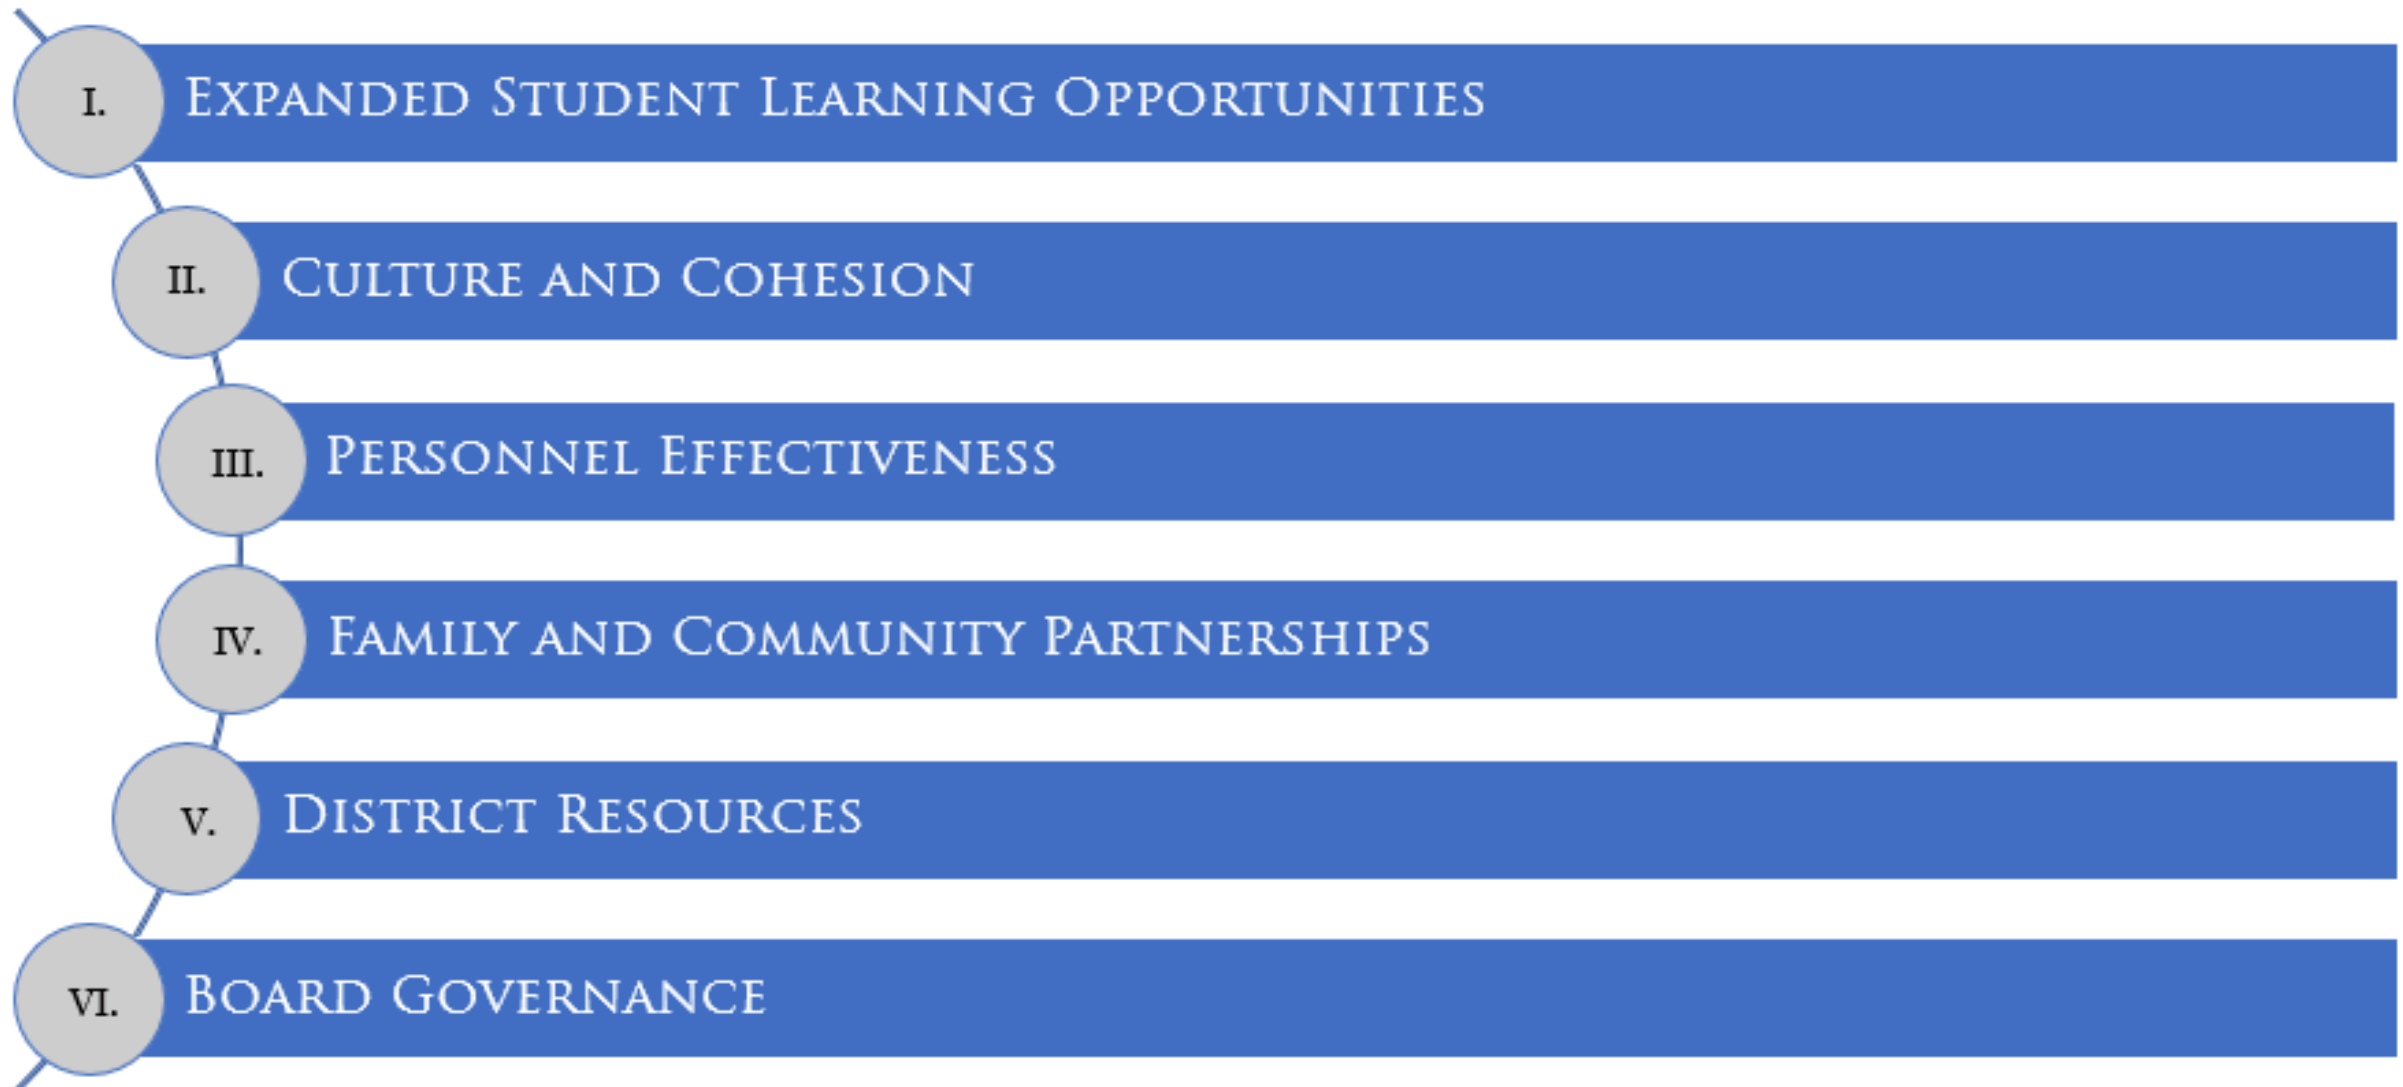 I. Expanded Student Learning Opportunities
II. Culture and Cohesion
III. Personnel Effectiveness
IV. Family and Community Partnerships
V. District Resources
VI. Board Governance